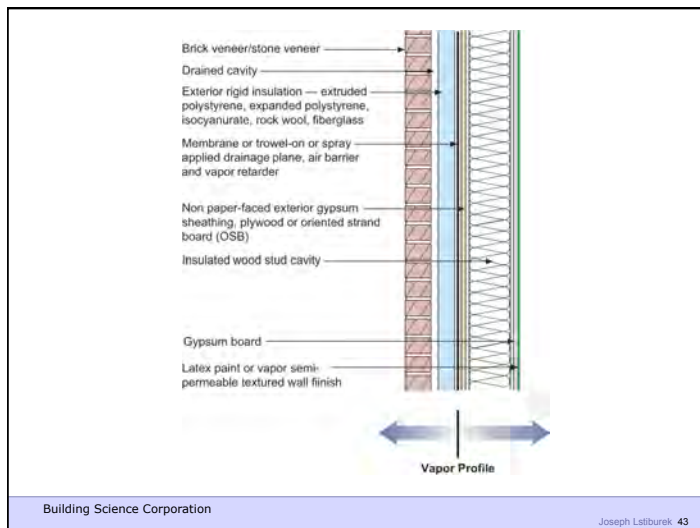 Brick veneer/stone veneer
Drained cavity
Exterior rigid insulation — extruded
polystyrene, expanded polystyrene,
isocyanurate, rock wool, fiberglass
Membrane or trowel-on or spray
applied drainage plane, air barrier
and vapor retarder
Non paper-faced exterior gypsum
sheathing, plywood or oriented strand
board (OSB)
Insulated wood stud cavity
Gypsum board
Latex paint or vapor semi-
permeable textured wall fiinish
Vapor Profile
Building Science Corporation
Joseph Lstiburek 43